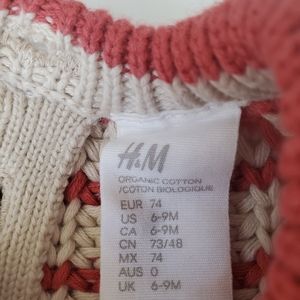 H&M
ORGANIC COTTON
/COTON BIOLOGIQUE
EUR 74
US 6-9M
CA 6-9M
CN 73/48
MX 74
AUS 0
UK 6-9M